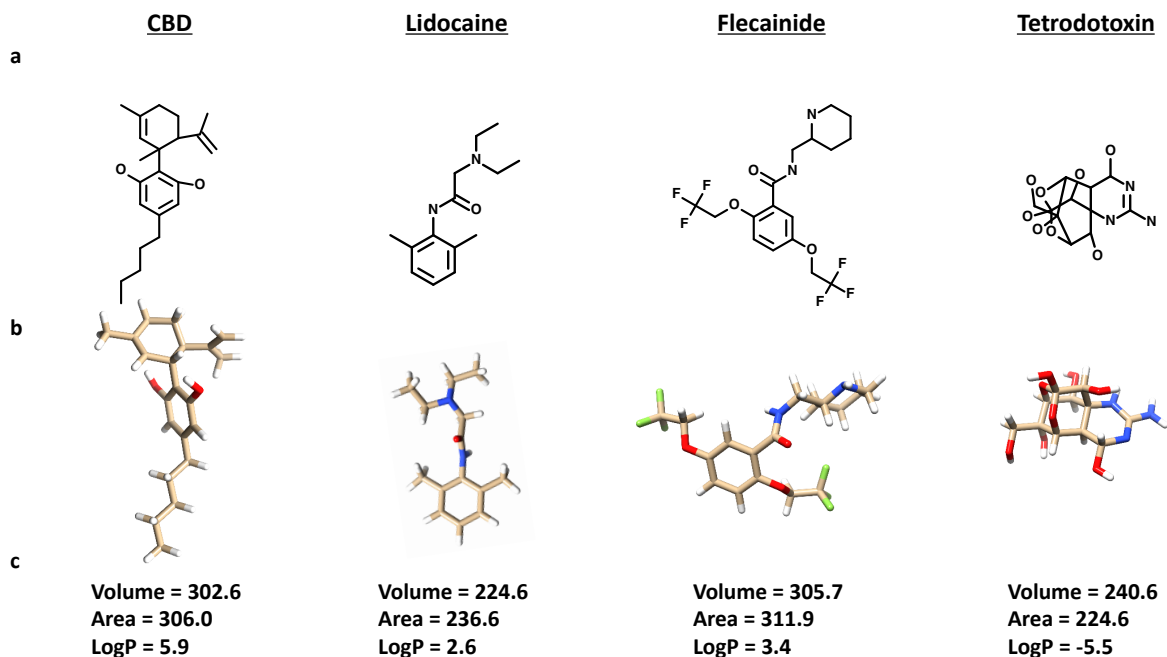 CBD Lidocaine Flecainide Tetrodotoxin
a
O
O
N
N
O
N
N
O
F
F
F
O
O
F
F
F
O
O
O
O
O
O
O
O
N
N
N
b
c
Volume = 302.6
Area = 306.0
LogP = 5.9
Volume = 224.6
Area = 236.6
LogP = 2.6
Volume = 305.7
Area = 311.9
LogP = 3.4
Volume = 240.6
Area = 224.6
LogP = -5.5